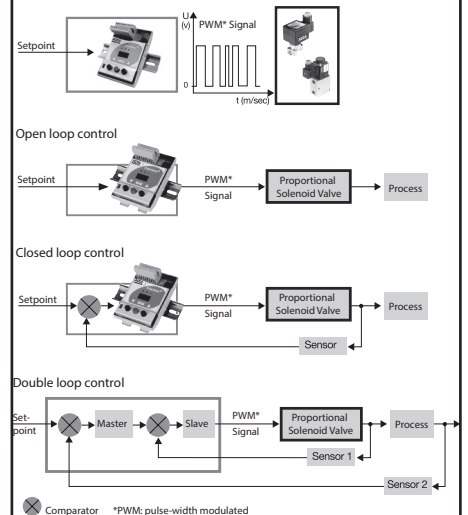 U
(v)
PWM* Signal
Setpoint
0
t (m/sec)
Open loop control
Setpoint
PWM*
Signal
Proportional
Solenoid Valve
Process
Closed loop control
Setpoint
PWM*
Signal
Proportional
Solenoid Valve
Process
Sensor
Double loop control
Set-
point
Master
Slave
PWM*
Signal
Proportional
Solenoid Valve
Process
Sensor 1
Sensor 2
Comparator *PWM: pulse-width modulated